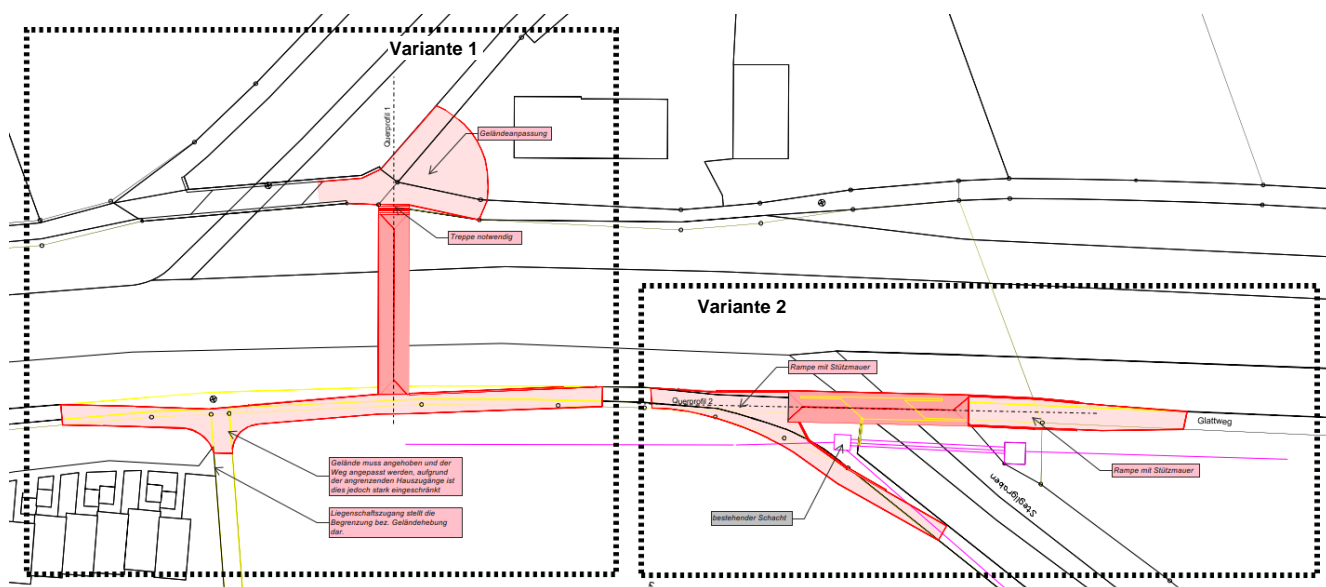 Variante 1
Querprofil 1
Geländeanpassung
Treppe notwendig
Gelände muss angehoben und der
Weg angepasst werden, aufgrund
der angrenzenden Hauszugänge ist
dies jedoch stark eingeschränkt
Liegenschaftszugang stellt die
Begrenzung bez. Geländehebung
dar.
Variante 2
Rampe mit Stützmauer
Querprofil 2
Glattweg
Rampe mit Stützmauer
Stegligraben
bestehender Schacht